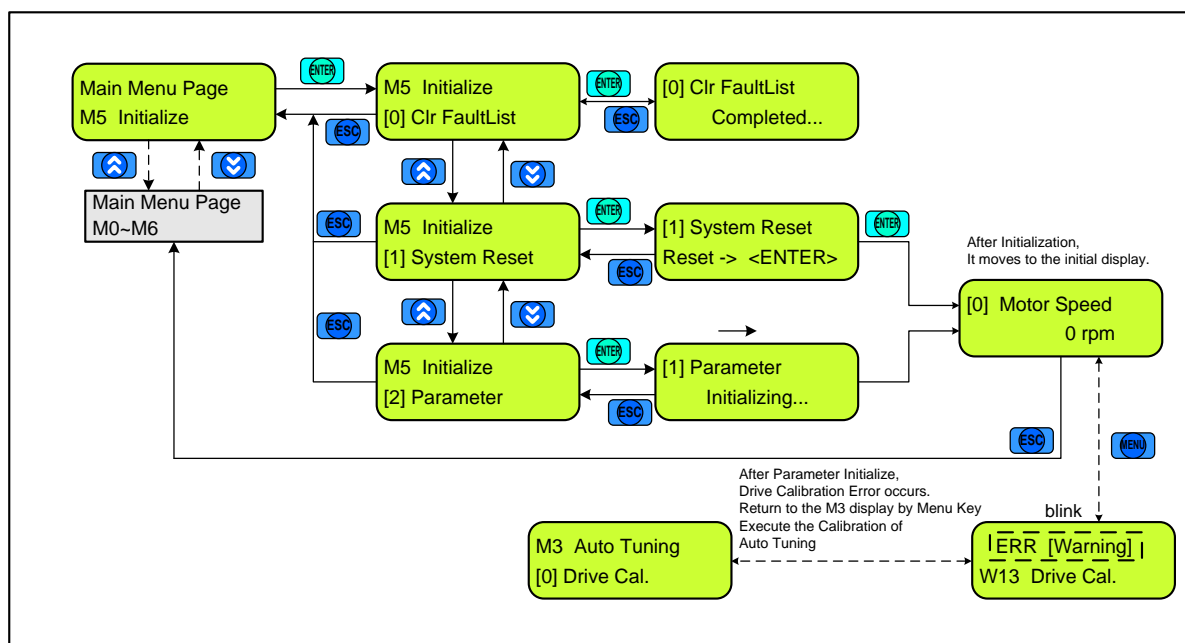 Main Menu Page
M5 Initialize
ENTER
M5 Initialize
[0] Clr FaultList
ENTER
ESC
[0] Clr FaultList
Completed...
ESC
Main Menu Page
M0~M6
ESC
M5 Initialize
[1] System Reset
ENTER
ESC
[1] System Reset
Reset -> <ENTER>
ENTER
After Initialization,
It moves to the initial display.
[0] Motor Speed
0 rpm
ESC
M5 Initialize
[2] Parameter
ENTER
ESC
[1] Parameter
Initializing...
ESC
MENU
After Parameter Initialize,
Drive Calibration Error occurs.
Return to the M3 display by Menu Key
Execute the Calibration of
Auto Tuning
blink
M3 Auto Tuning
[0] Drive Cal.
ERR [Warning]
W13 Drive Cal.